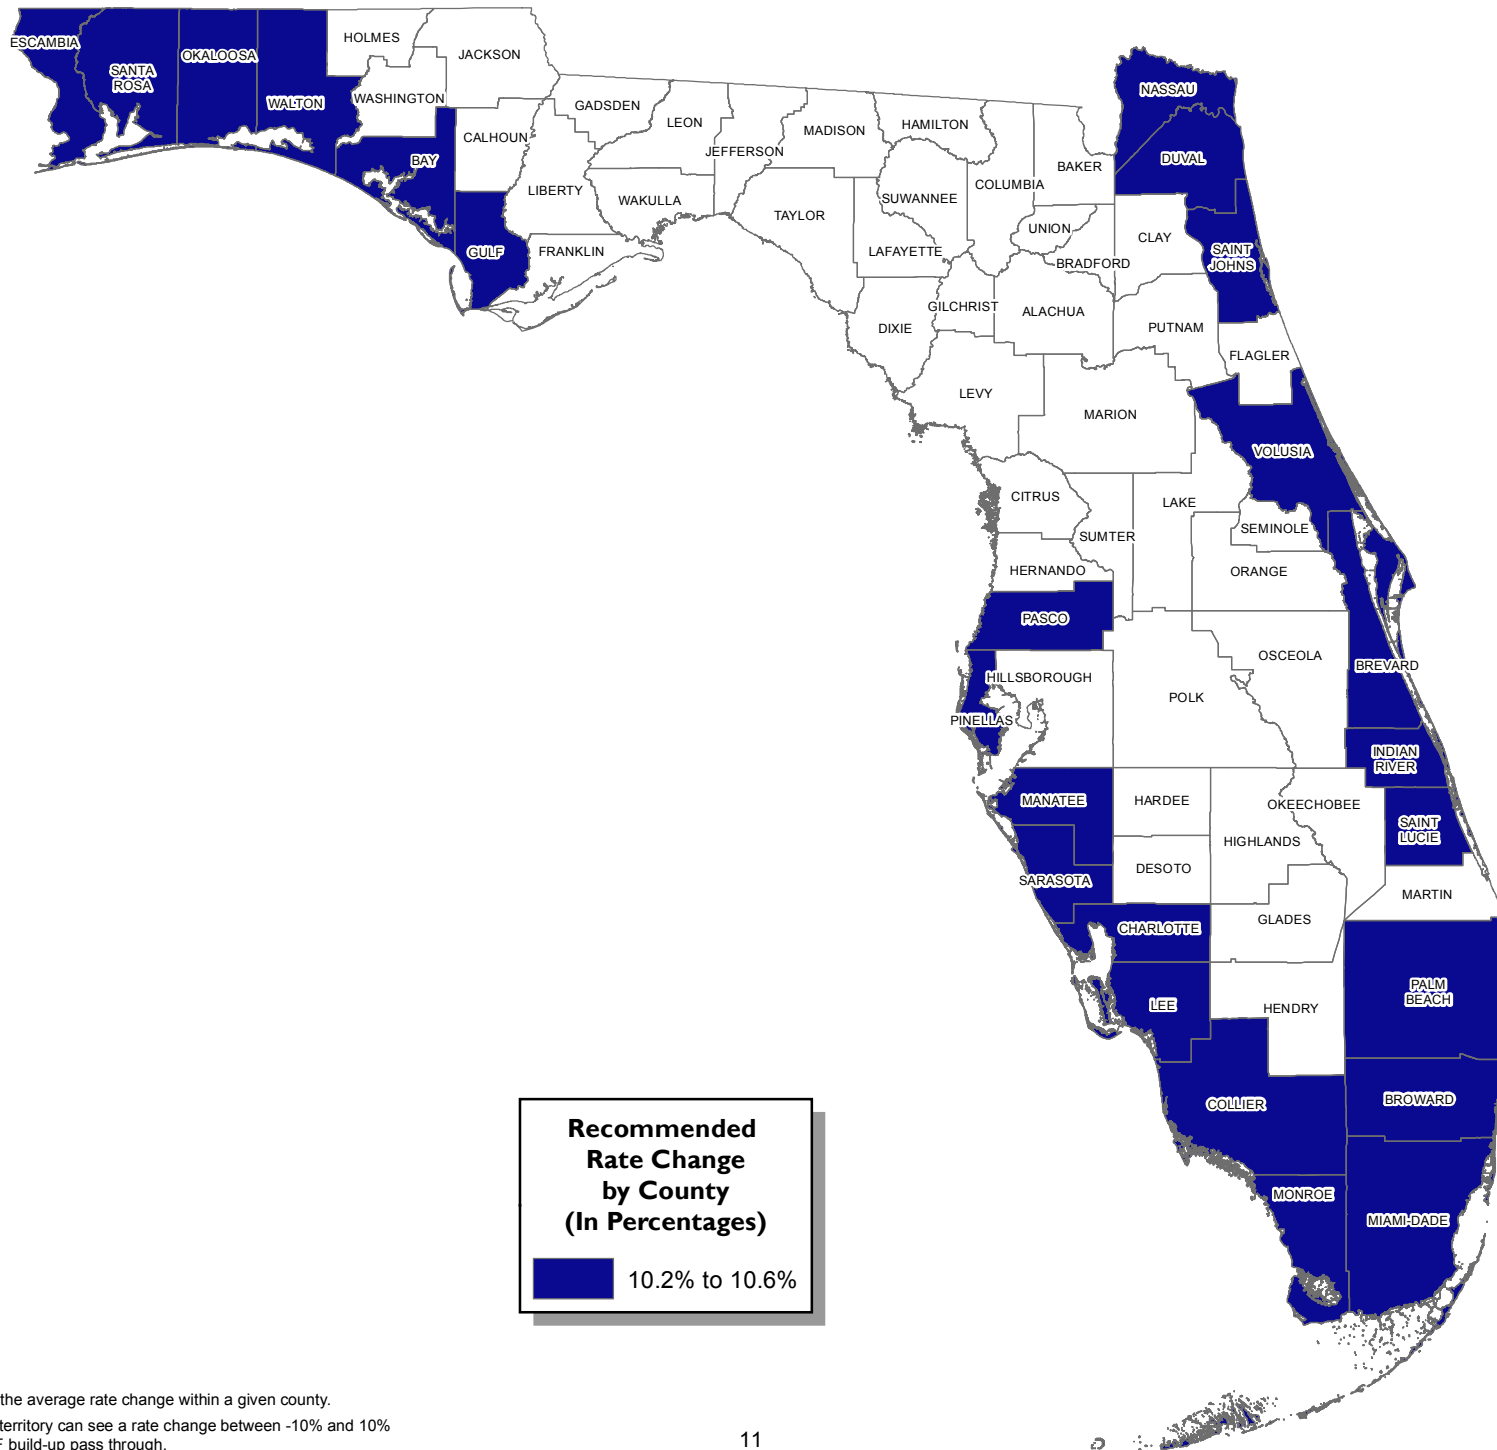 ESCAMBIA
SANTA
ROSA
OKALOOSA
WALTON
HOLMES
JACKSON
WASHINGTON
BAY
CALHOUN
GULF
GADSDEN
LEON
LIBERTY
WAKULLA
FRANKLIN
JEFFERSON
MADISON
TAYLOR
HAMILTON
SUWANNEE
LAFAYETTE
COLUMBIA
BAKER
NASSAU
DUVAL
UNION
BRADFORD
CLAY
SAINT
JOHNS
DIXIE
GILCHRIST
ALACHUA
PUTNAM
FLAGLER
LEVY
MARION
VOLUSIA
CITRUS
SUMTER
LAKE
SEMINOLE
HERNANDO
ORANGE
PASCO
OSCEOLA
BREVARD
HILLSBOROUGH
POLK
PINELLAS
INDIAN
RIVER
MANATEE
HARDEE
OKEECHOBEE
SAINT
LUCIE
HIGHLANDS
SARASOTA
DESOTO
MARTIN
CHARLOTTE
GLADES
LEE
HENDRY
PALM
BEACH
COLLIER
BROWARD
MONROE
MIAMI-DADE
Recommended
Rate Change
by County
(In Percentages)
10.2% to 10.6%
the average rate change within a given county.
territory can see a rate change between -10% and 10%
build-up pass through.
11